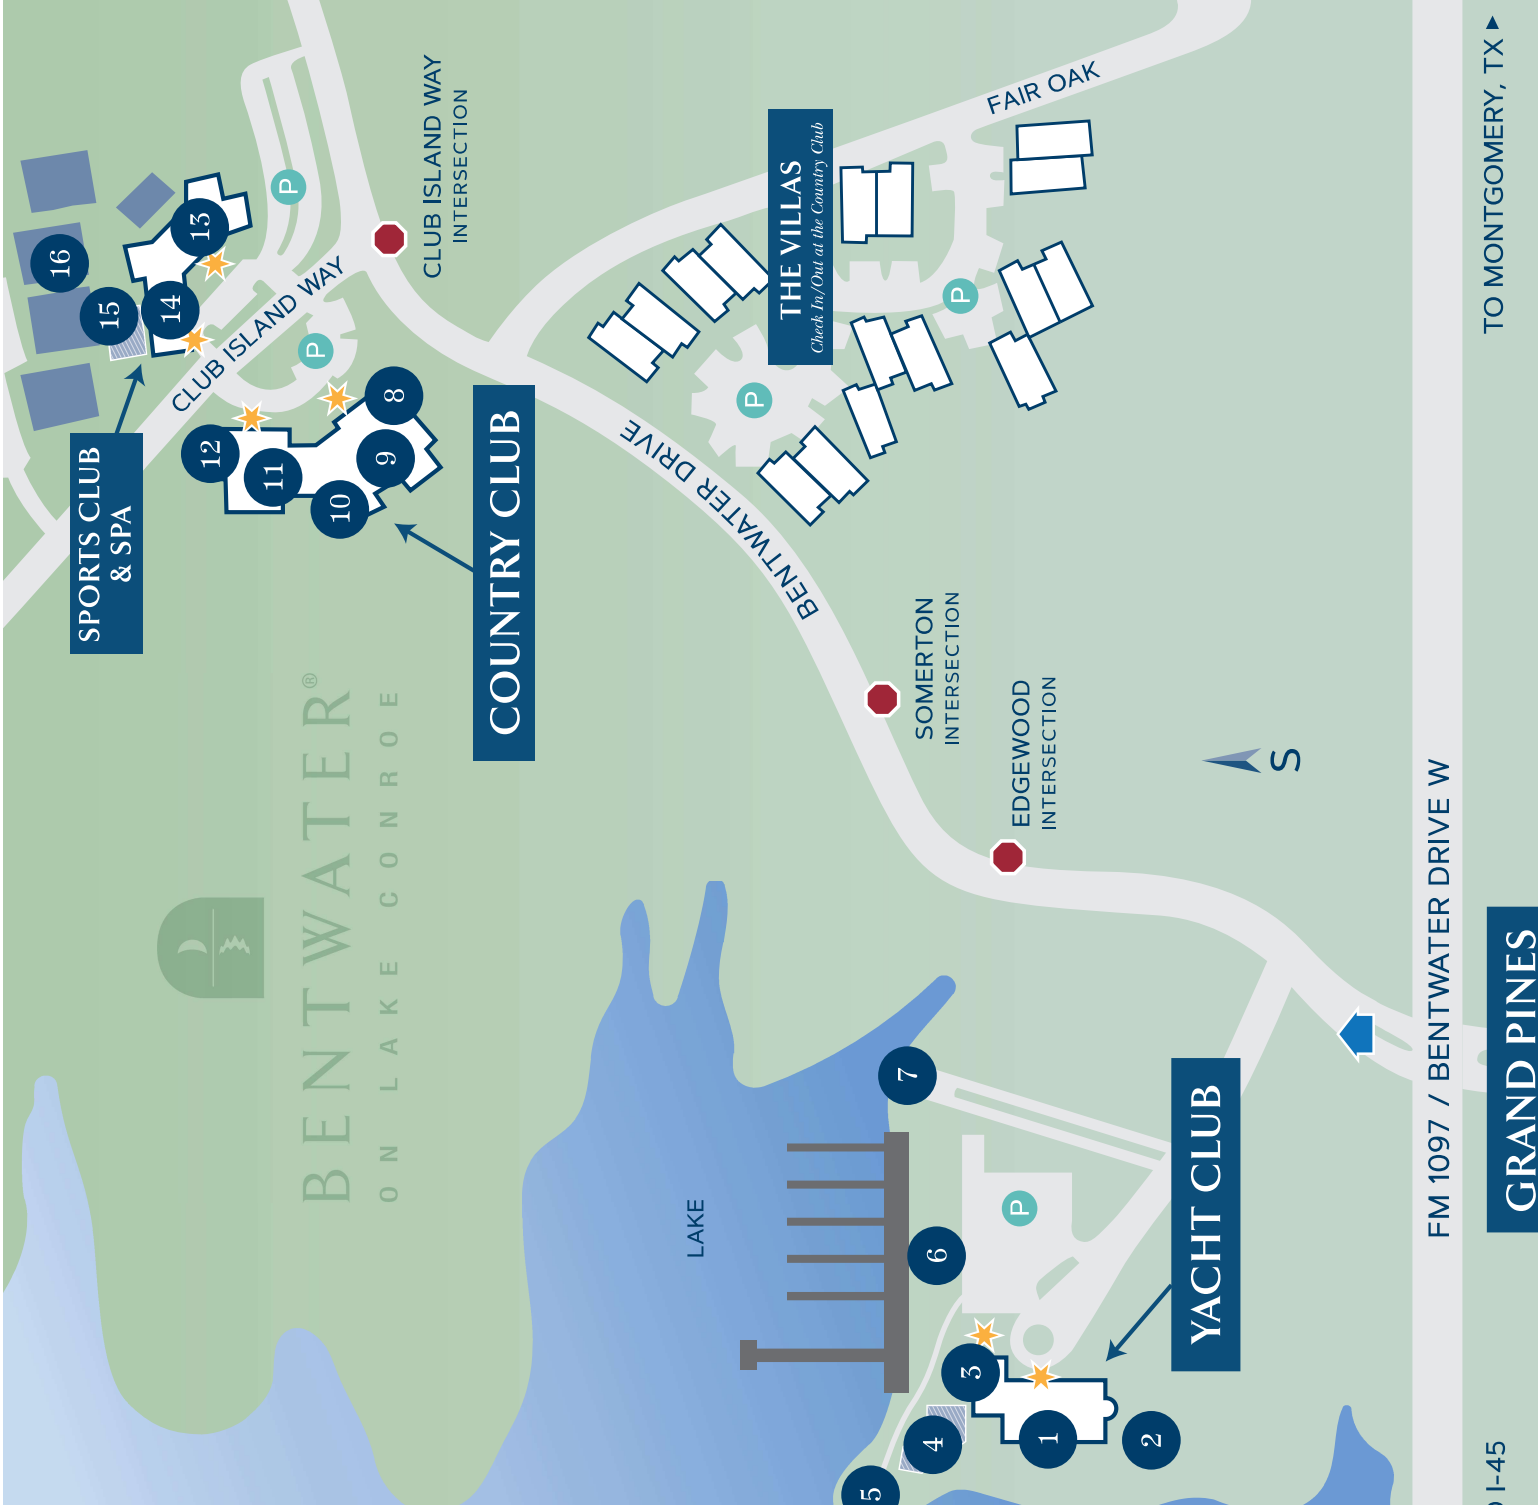 16
15
14
13
P
CLUB ISLAND WAY
INTERSECTION
CLUB ISLAND WAY
P
SPORTS CLUB
& SPA
12
11
10
9
8
COUNTRY CLUB
BENTWATER®
ON LAKE CONROE
FAIR OAK
THE VILLAS
Check In/Out at the Country Club
P
P
BENTWATER DRIVE
SOMERTON
INTERSECTION
EDGEWOOD
INTERSECTION
S
LAKE
7
6
P
3
4
5
1
2
YACHT CLUB
FM 1097 / BENTWATER DRIVE W
TO MONTGOMERY, TX ►
GRAND PINES
I-45